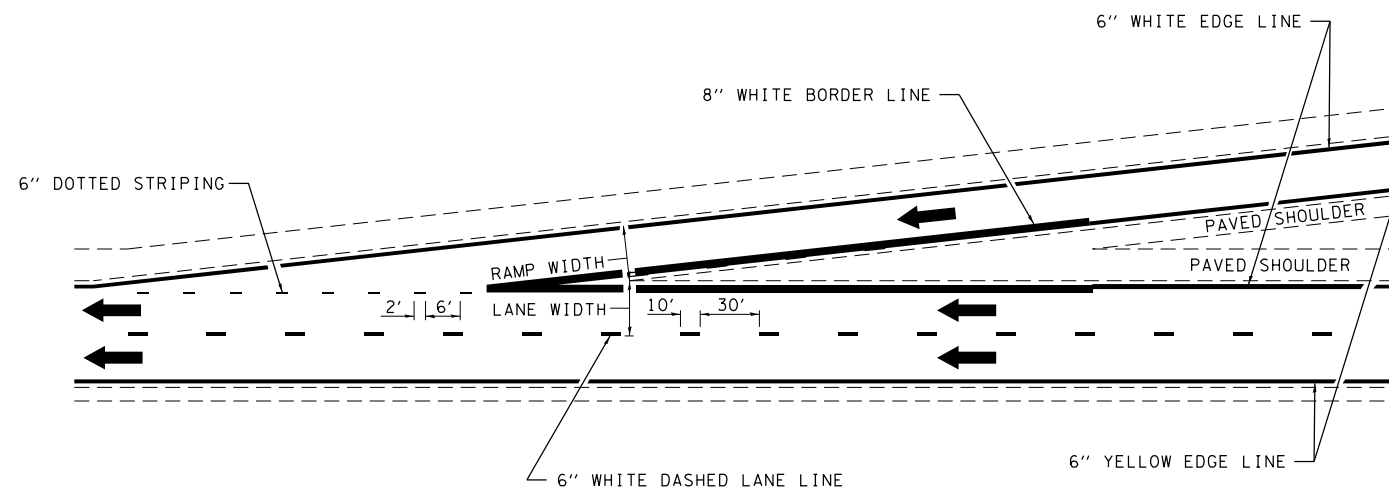 6" WHITE EDGE LINE
8" WHITE BORDER LINE
6" DOTTED STRIPING
PAVED SHOULDER
PAVED SHOULDER
RAMP WIDTH
LANE WIDTH
2' 6'
10' 30'
6" YELLOW EDGE LINE
6" WHITE DASHED LANE LINE